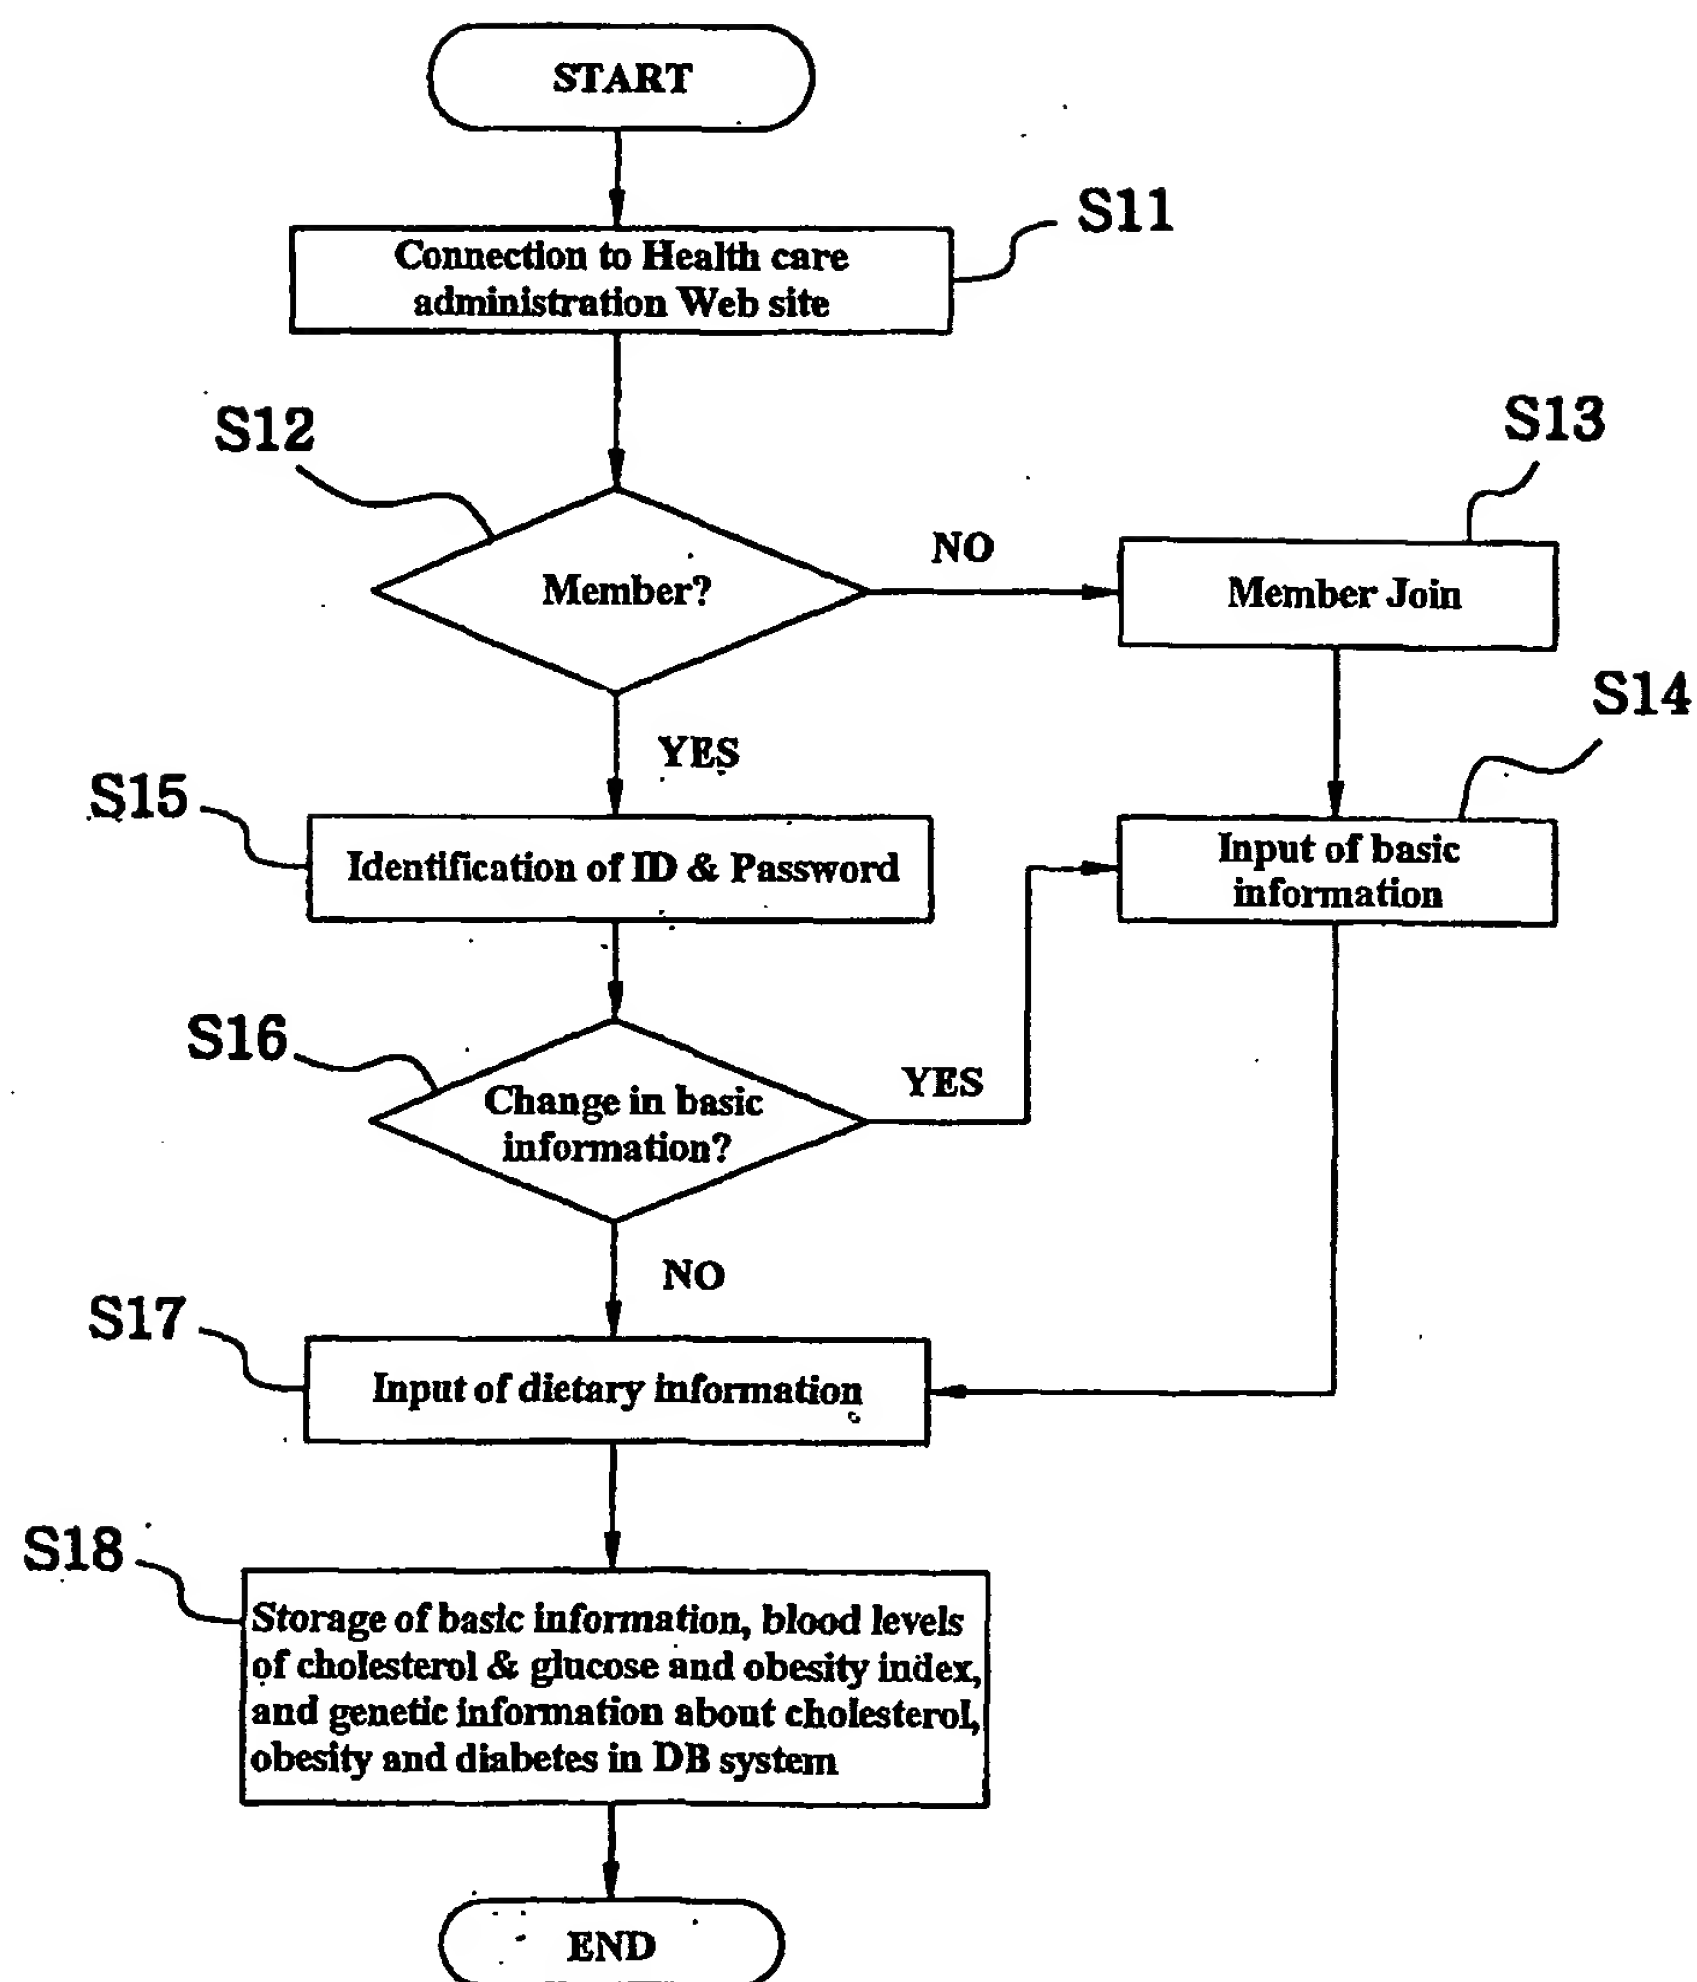 START
S11
Connection to Health care
administration Web site
S12
S13
Member?
NO
Member Join
YES
S14
S15
Identification of ID & Password
Input of basic
information
S16
Change in basic
information?
YES
NO
S17
Input of dietary information
S18
Storage of basic information, blood levels
of cholesterol & glucose and obesity index,
and genetic information about cholesterol,
obesity and diabetes in DB system
END